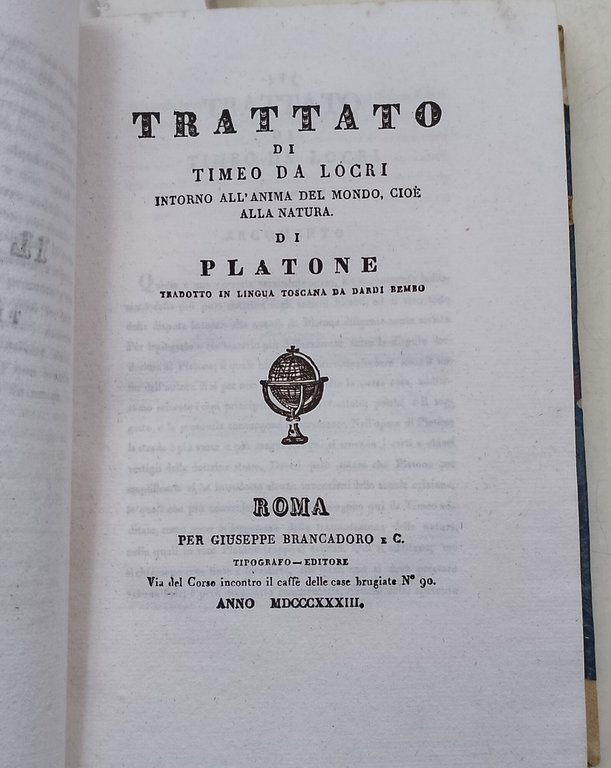 TRATTATO
DI
TIMEO DA LOCRI
INTORNO ALL'ANIMA DEL MONDO, CIOÈ
ALLA NATURA.
DI
PLATONE
TRADOTTO IN LINGUA TOSCANA DA DARDI BEMBO
ROMA
PER GIUSEPPE BRANCADORO E C.
TIPOGRAFO—EDITORE
Via del Corso incontro il caffè delle case brugiate N° 90.
ANNO MDCCCXXXIII.